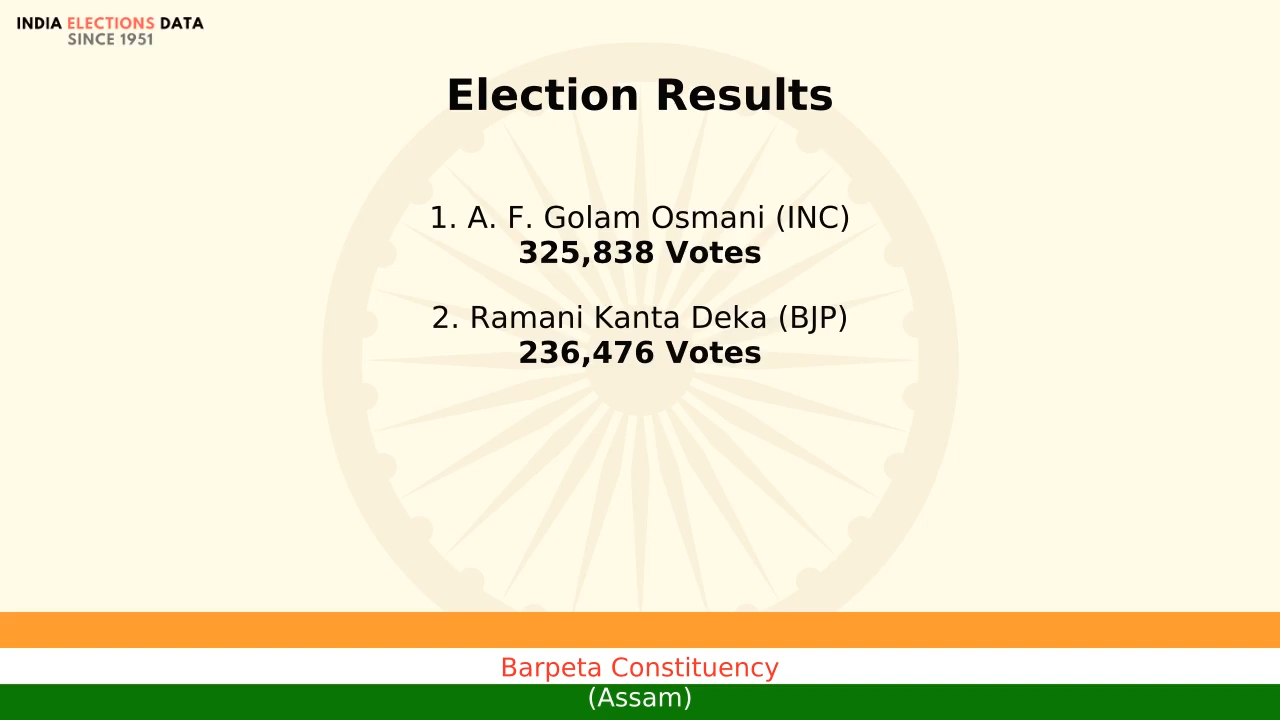 INDIA ELECTIONS DATA
SINCE 1951
Election Results
1. A. F. Golam Osmani (INC)
325,838 Votes
2. Ramani Kanta Deka (BJP)
236,476 Votes
Barpeta Constituency
(Assam)